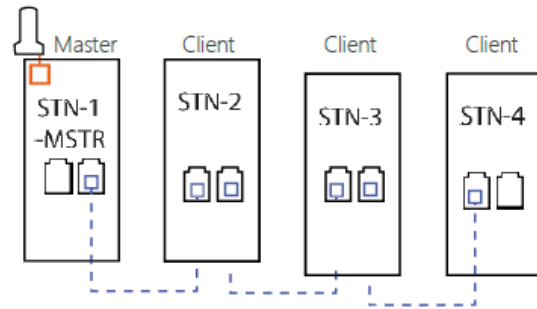 Master
Client
Client
Client
STN-1
-MSTR
STN-2
STN-3
STN-4